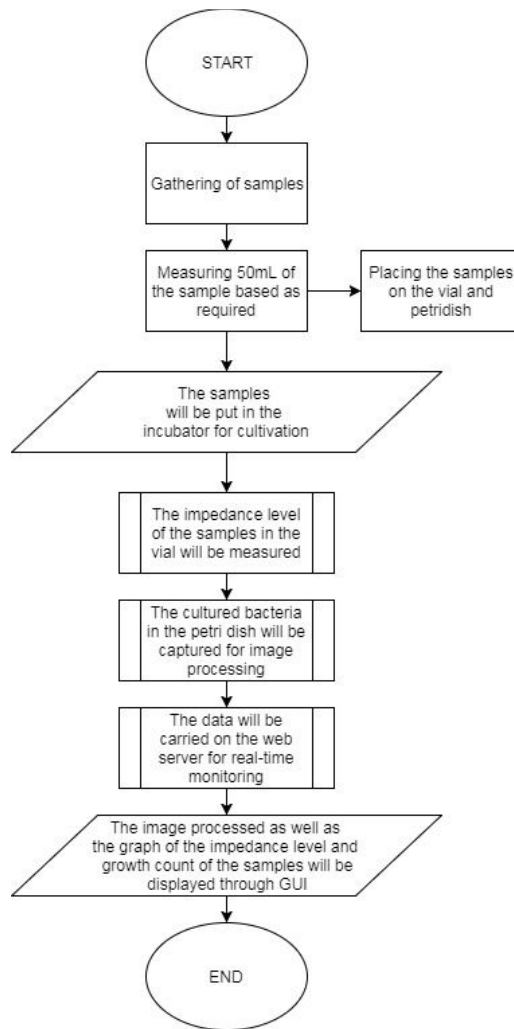 START
Gathering of samples
Measuring 50mL of
the sample based as
required
Placing the samples
on the vial and
petridish
The samples
will be put in the
incubator for cultivation
The impedance level
of the samples in the
vial will be measured
The cultured bacteria
in the petri dish will be
captured for image
processing
The data will be
carried on the web
server for real-time
monitoring
The image processed as well as
the graph of the impedance level and
growth count of the samples will be
displayed through GUI
END